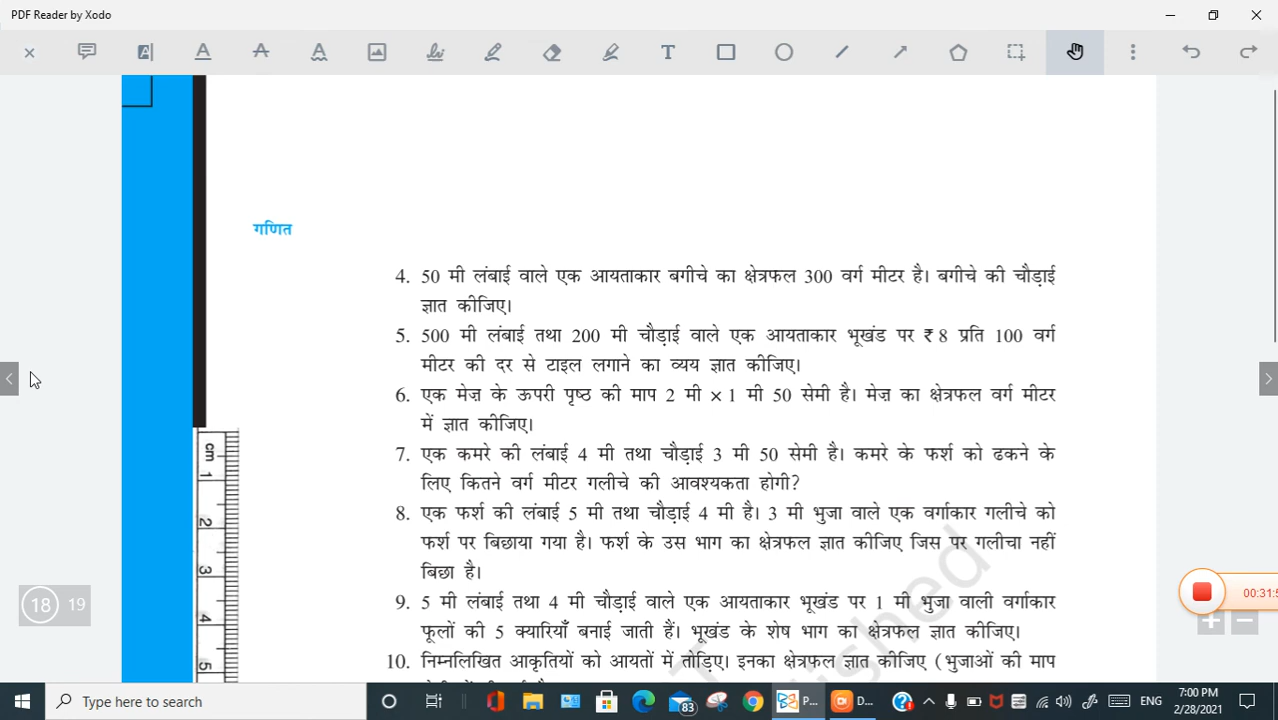 PDF Reader by Xodo
गणित
4. 50 मी लंबाई वाले एक आयताकार बगीचे का क्षेत्रफल 300 वर्ग मीटर है। बगीचे की चौड़ाई
ज्ञात कीजिए।
5. 500 मी लंबाई तथा 200 मी चौड़ाई वाले एक आयताकार भूखंड पर ₹ 8 प्रति 100 वर्ग
मीटर की दर से टाइल लगाने का व्यय ज्ञात कीजिए।
6. एक मेज़ के ऊपरी पृष्ठ की माप 2 मी × 1 मी 50 सेमी है। मेज़ का क्षेत्रफल वर्ग मीटर
में ज्ञात कीजिए।
7. एक कमरे की लंबाई 4 मी तथा चौड़ाई 3 मी 50 सेमी है। कमरे के फर्श को ढकने के
लिए कितने वर्ग मीटर गलीचे की आवश्यकता होगी?
8. एक फर्श की लंबाई 5 मी तथा चौड़ाई 4 मी है। 3 मी भुजा वाले एक वर्गाकार गलीचे को
फर्श पर बिछाया गया है। फर्श के उस भाग का क्षेत्रफल ज्ञात कीजिए जिस पर गलीचा नहीं
बिछा है।
9. 5 मी लंबाई तथा 4 मी चौड़ाई वाले एक आयताकार भूखंड पर 1 मी भुजा वाली वर्गाकार
फूलों की 5 क्यारियाँ बनाई जाती हैं। भूखंड के शेष भाग का क्षेत्रफल ज्ञात कीजिए।
10. निम्नलिखित आकृतियों को आयतों में तोड़िए। इनका क्षेत्रफल ज्ञात कीजिए (भुजाओं की माप
cm
1
2
3
4
5
18 19
00:31:5
Type here to search
83
P...
D...
ENG
7:00 PM
2/28/2021